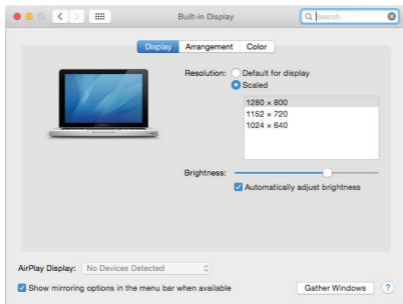 Built-in Display
Search
Display Arrangement Color
Resolution: Default for display
Scaled
1280 × 800
1152 × 720
1024 × 640
Brightness:
Automatically adjust brightness
AirPlay Display: No Devices Detected
Show mirroring options in the menu bar when available
Gather Windows ?